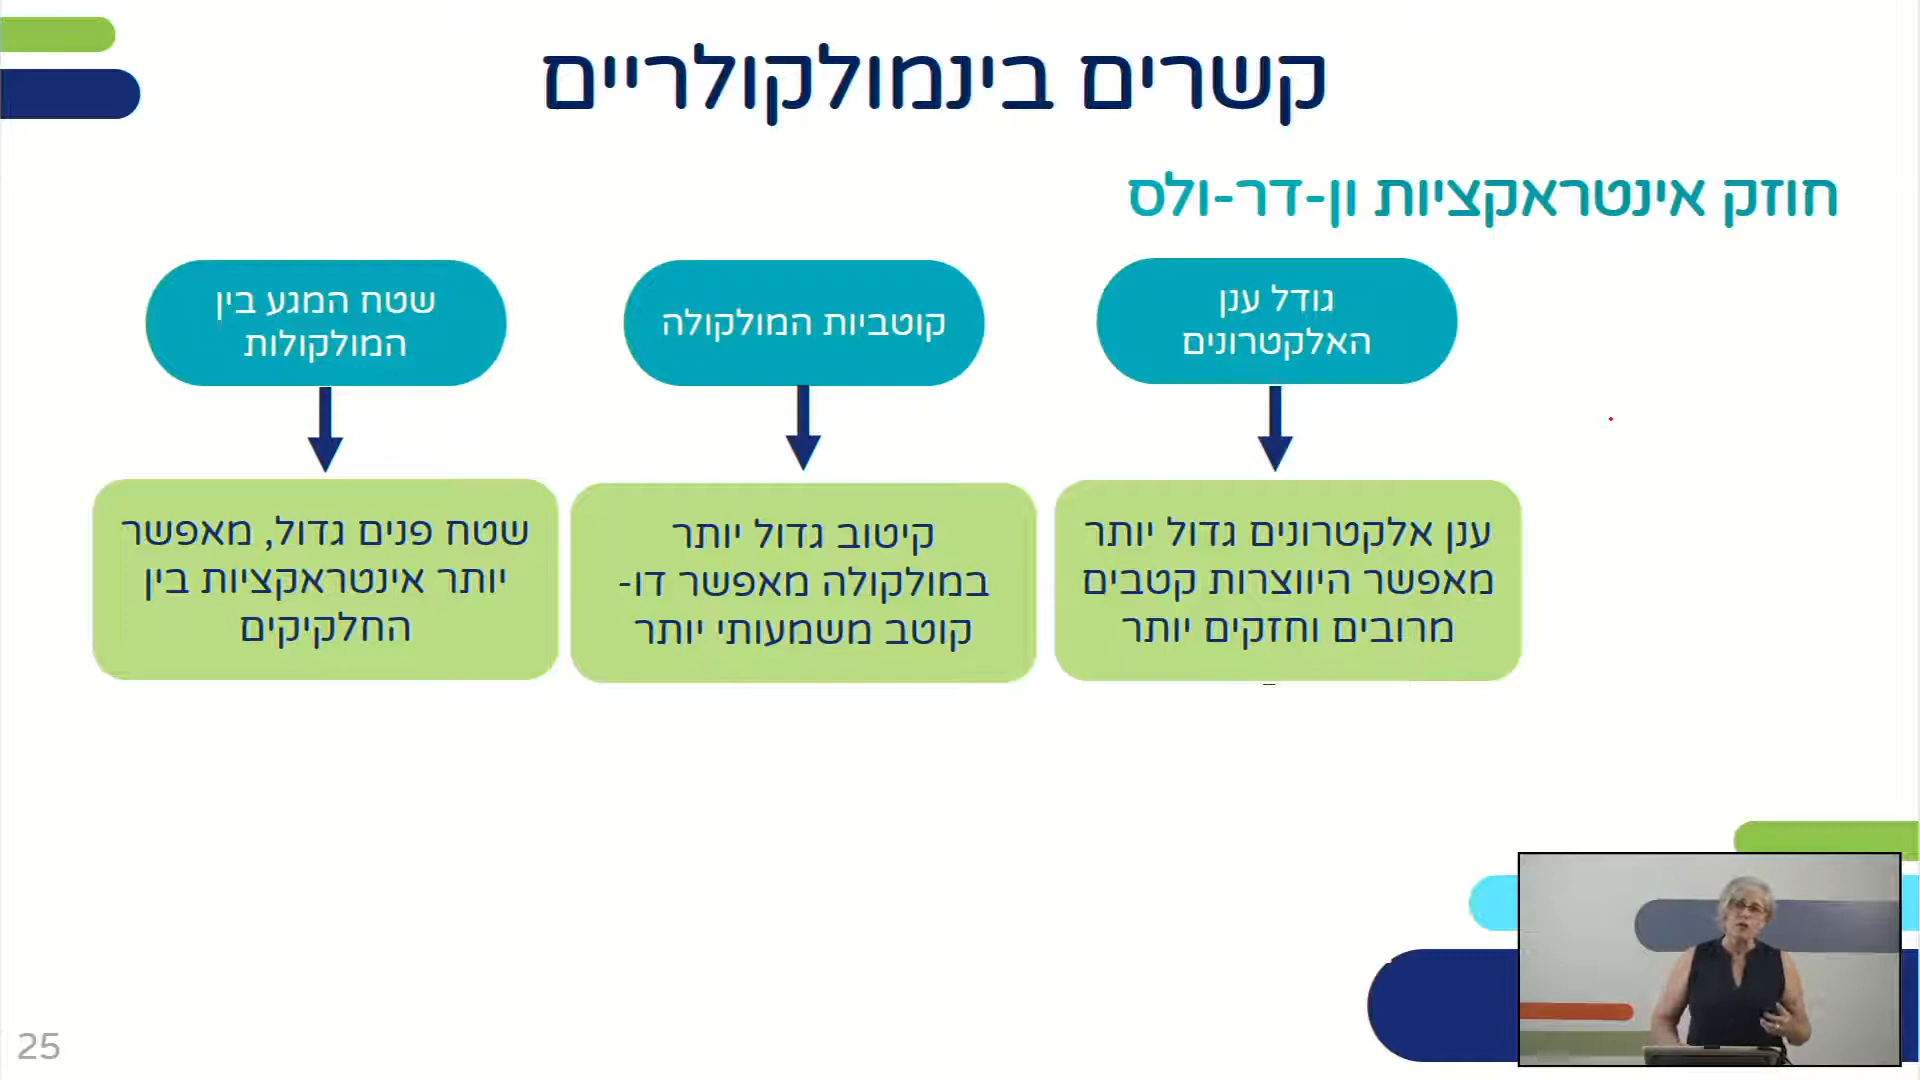 קשרים בינמולקולריים
חוזק אינטראקציות ון-דר-ולס
גודל ענן
האלקטרונים
ענן אלקטרונים גדול יותר
מאפשר היווצרות קטבים
מרובים וחזקים יותר
קוטביות המולקולה
קיטוב גדול יותר
במולקולה מאפשר דו-
קוטב משמעותי יותר
שטח המגע בין
המולקולות
שטח פנים גדול, מאפשר
יותר אינטראקציות בין
החלקיקים
25